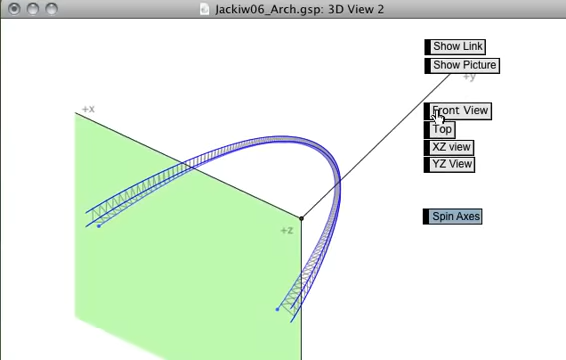 Jackiw06_Arch.gsp: 3D View 2
Show Link
Show Picture
+y
+x
Front View
Top
XZ view
YZ View
Spin Axes
+z